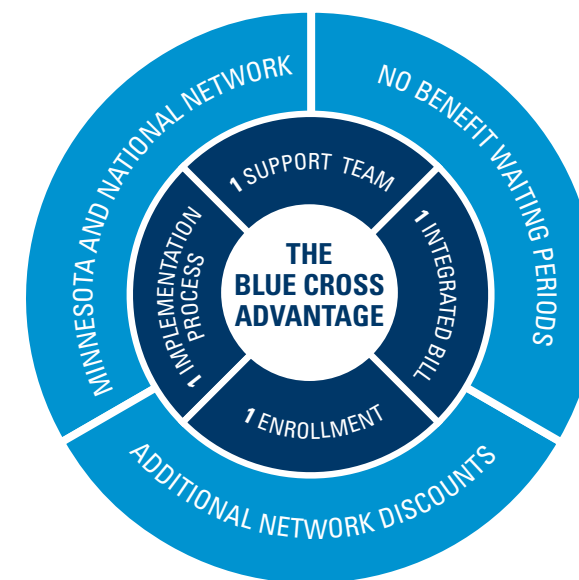 MINNESOTA AND NATIONAL NETWORK
NO BENEFIT WAITING PERIODS
ADDITIONAL NETWORK DISCOUNTS
1 SUPPORT TEAM
1 INTEGRATED BILL
1 ENROLLMENT
1 IMPLEMENTATION
PROCESS
THE
BLUE CROSS
ADVANTAGE